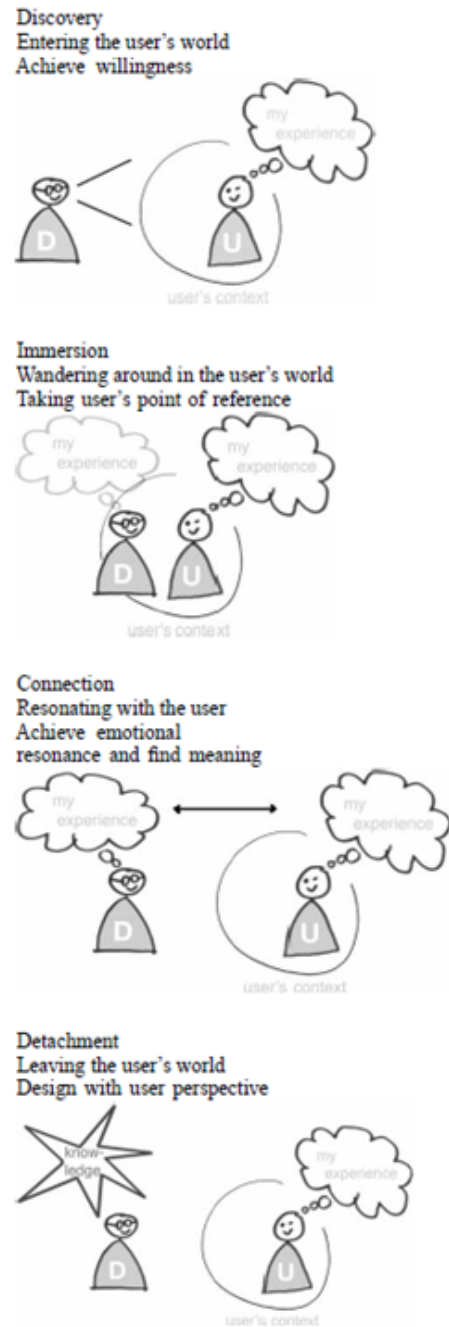 Discovery
Entering the user's world
Achieve willingness
my
experience
D
U
user's context
Immersion
Wandering around in the user's world
Taking user's point of reference
my
experience
my
experience
D
U
user's context
Connection
Resonating with the user
Achieve emotional
resonance and find meaning
my
experience
my
experience
D
U
user's context
Detachment
Leaving the user's world
Design with user perspective
know-
ledge
my
experience
D
U
user's context